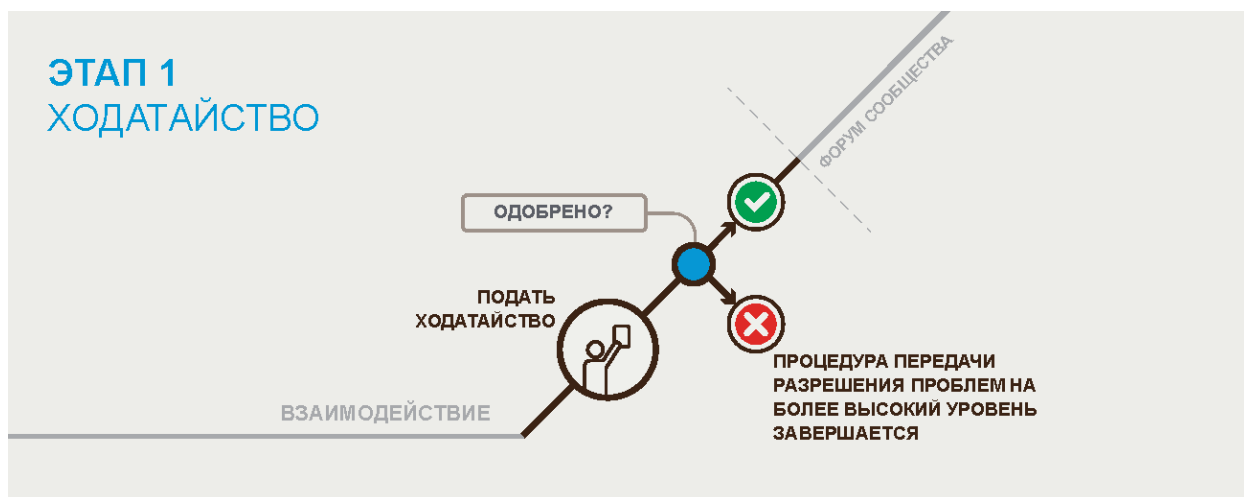 ЭТАП 1
ХОДАТАЙСТВО
ФОРУМ СООБЩЕСТВА
ОДОБРЕНО?
ПОДАТЬ
ХОДАТАЙСТВО
ПРОЦЕДУРА ПЕРЕДАЧИ
РАЗРЕШЕНИЯ ПРОБЛЕМ НА
БОЛЕЕ ВЫСОКИЙ УРОВЕНЬ
ЗАВЕРШАЕТСЯ
ВЗАИМОДЕЙСТВИЕ